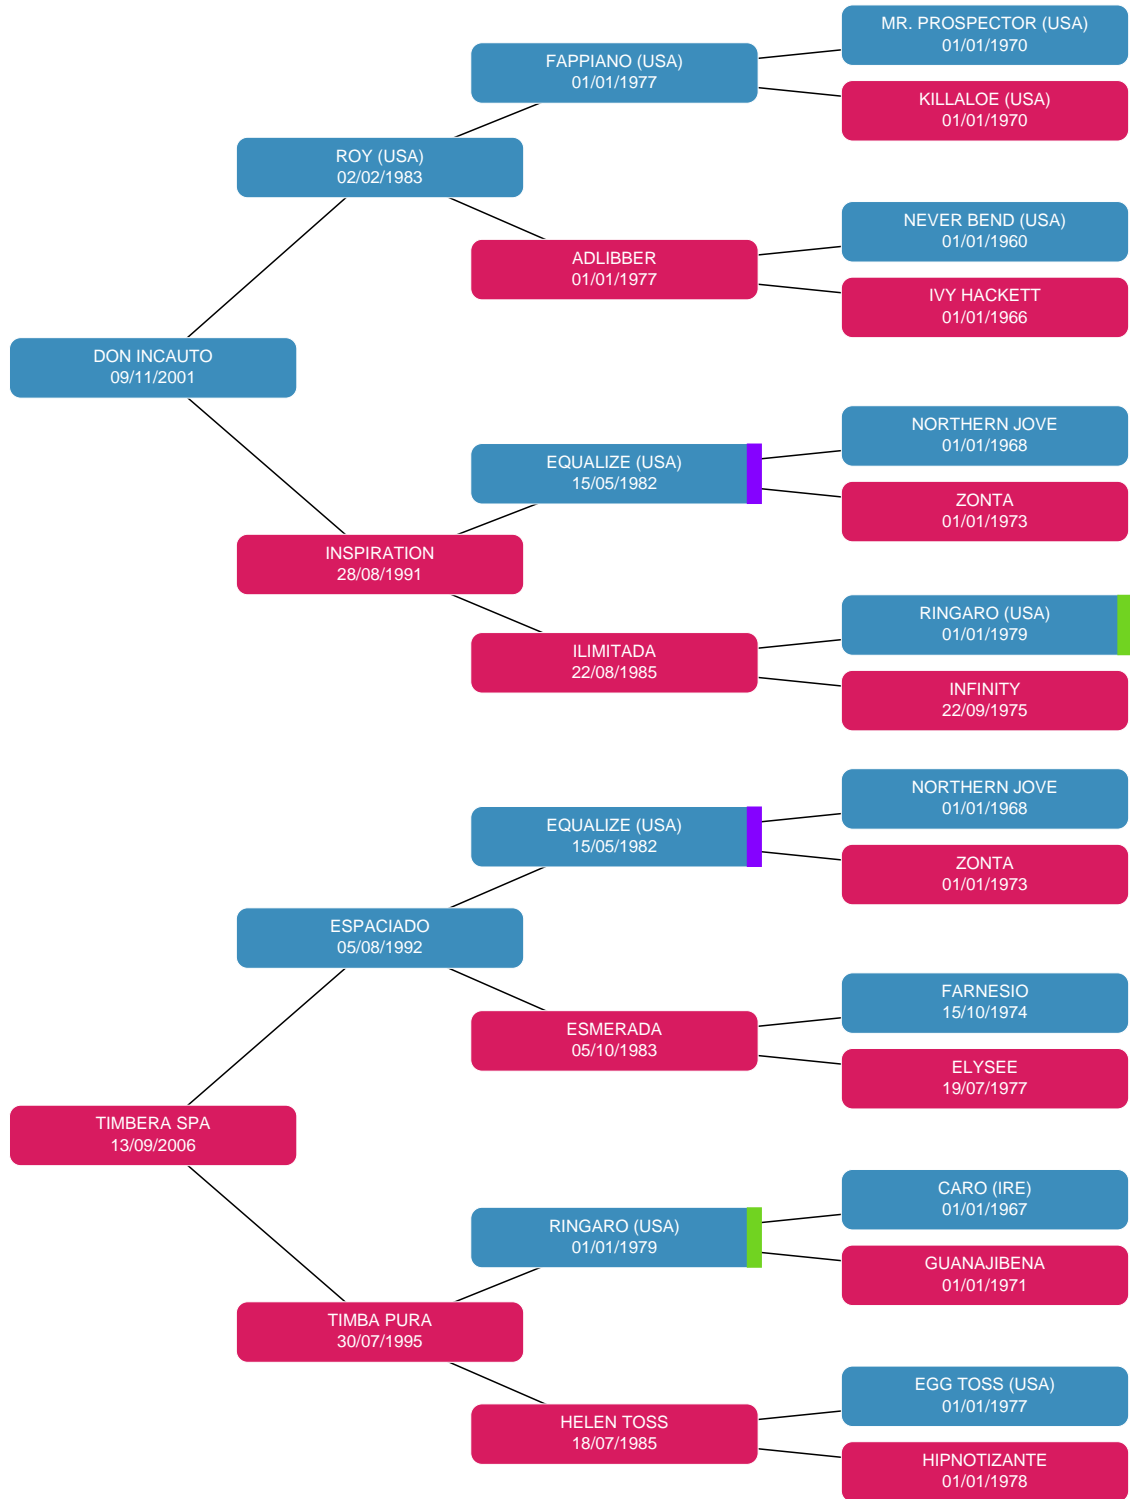 MR. PROSPECTOR (USA)
01/01/1970
FAPPIANO (USA)
01/01/1977
KILLALOE (USA)
01/01/1970
ROY (USA)
02/02/1983
NEVER BEND (USA)
01/01/1960
ADLIBBER
01/01/1977
IVY HACKETT
01/01/1966
DON INCAUTO
09/11/2001
NORTHERN JOVE
01/01/1968
EQUALIZE (USA)
15/05/1982
ZONTA
01/01/1973
INSPIRATION
28/08/1991
RINGARO (USA)
01/01/1979
ILIMITADA
22/08/1985
INFINITY
22/09/1975
NORTHERN JOVE
01/01/1968
EQUALIZE (USA)
15/05/1982
ZONTA
01/01/1973
ESPACIADO
05/08/1992
FARNESIO
15/10/1974
ESMERADA
05/10/1983
ELYSEE
19/07/1977
TIMBERA SPA
13/09/2006
CARO (IRE)
01/01/1967
RINGARO (USA)
01/01/1979
GUANAJIBENA
01/01/1971
TIMBA PURA
30/07/1995
EGG TOSS (USA)
01/01/1977
HELEN TOSS
18/07/1985
HIPNOTIZANTE
01/01/1978